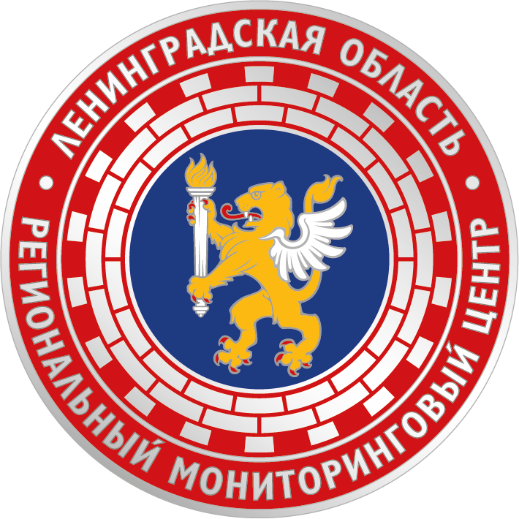 ЛЕНИНГРАДСКАЯ ОБЛАСТЬ
РЕГИОНАЛЬНЫЙ МОНИТОРИНГОВЫЙ ЦЕНТР